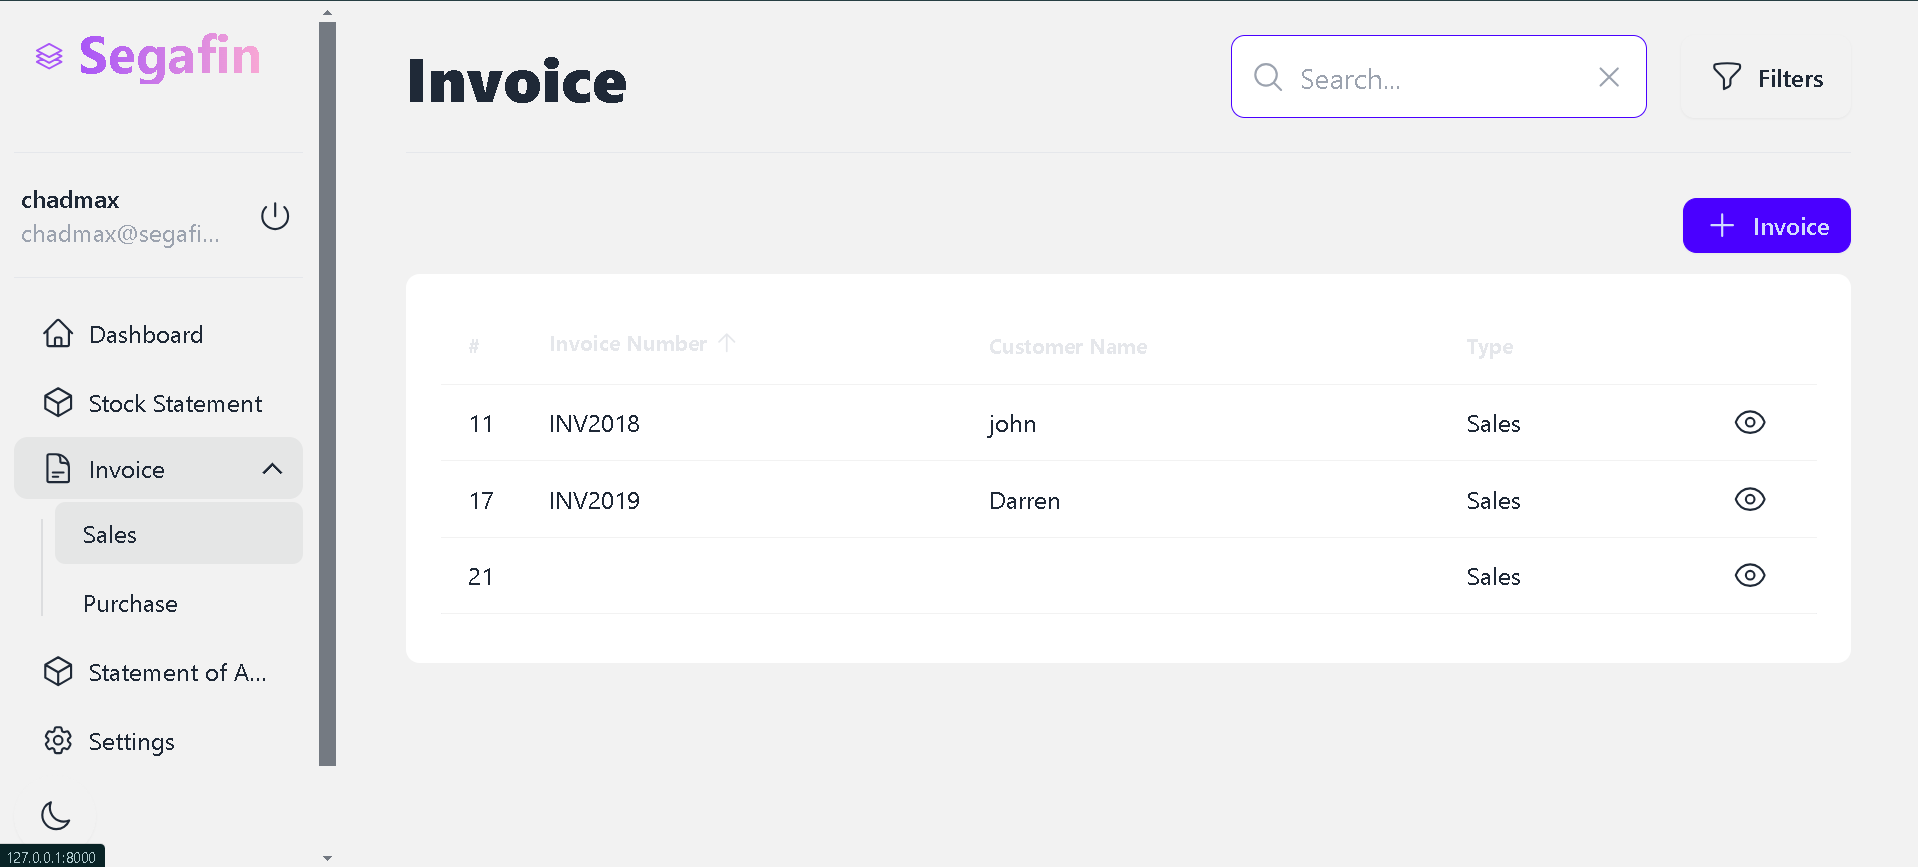 Segafin
chadmax
chadmax@segafi...
Dashboard
Stock Statement
Invoice
Sales
Purchase
Statement of A...
Settings
127.0.0.1:8000
Invoice
Search...
Filters
Invoice
# Invoice Number Customer Name Type
11 INV2018 john Sales
17 INV2019 Darren Sales
21 Sales